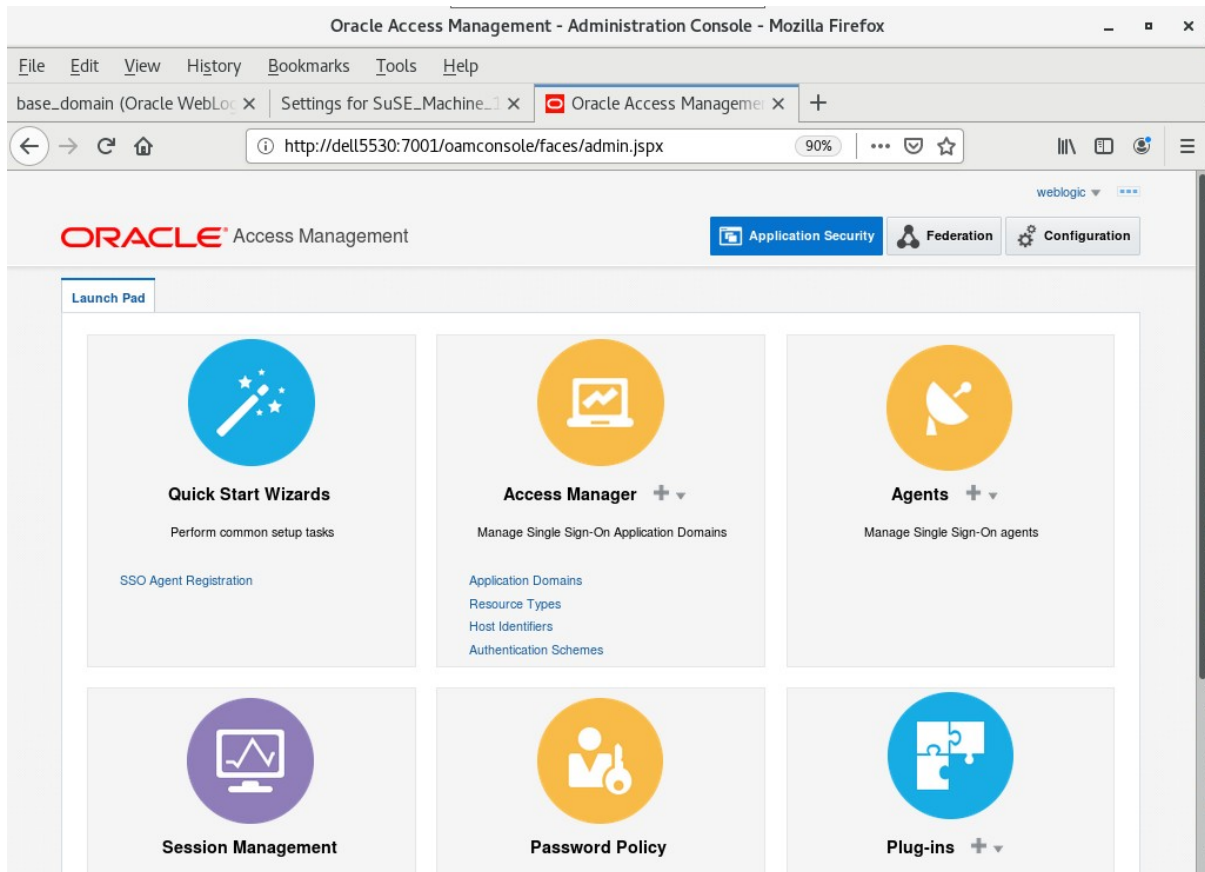 Oracle Access Management - Administration Console - Mozilla Firefox
File Edit View History Bookmarks Tools Help
base_domain (Oracle WebLog Settings for SuSE_Machine_1 Oracle Access Managemen
http://dell5530:7001/oamconsole/faces/admin.jspx 90%
weblogic
ORACLE Access Management Application Security Federation Configuration
Launch Pad
Quick Start Wizards Access Manager Agents
Perform common setup tasks Manage Single Sign-On Application Domains Manage Single Sign-On agents
SSO Agent Registration Application Domains
Resource Types
Host Identifiers
Authentication Schemes
Session Management Password Policy Plug-ins